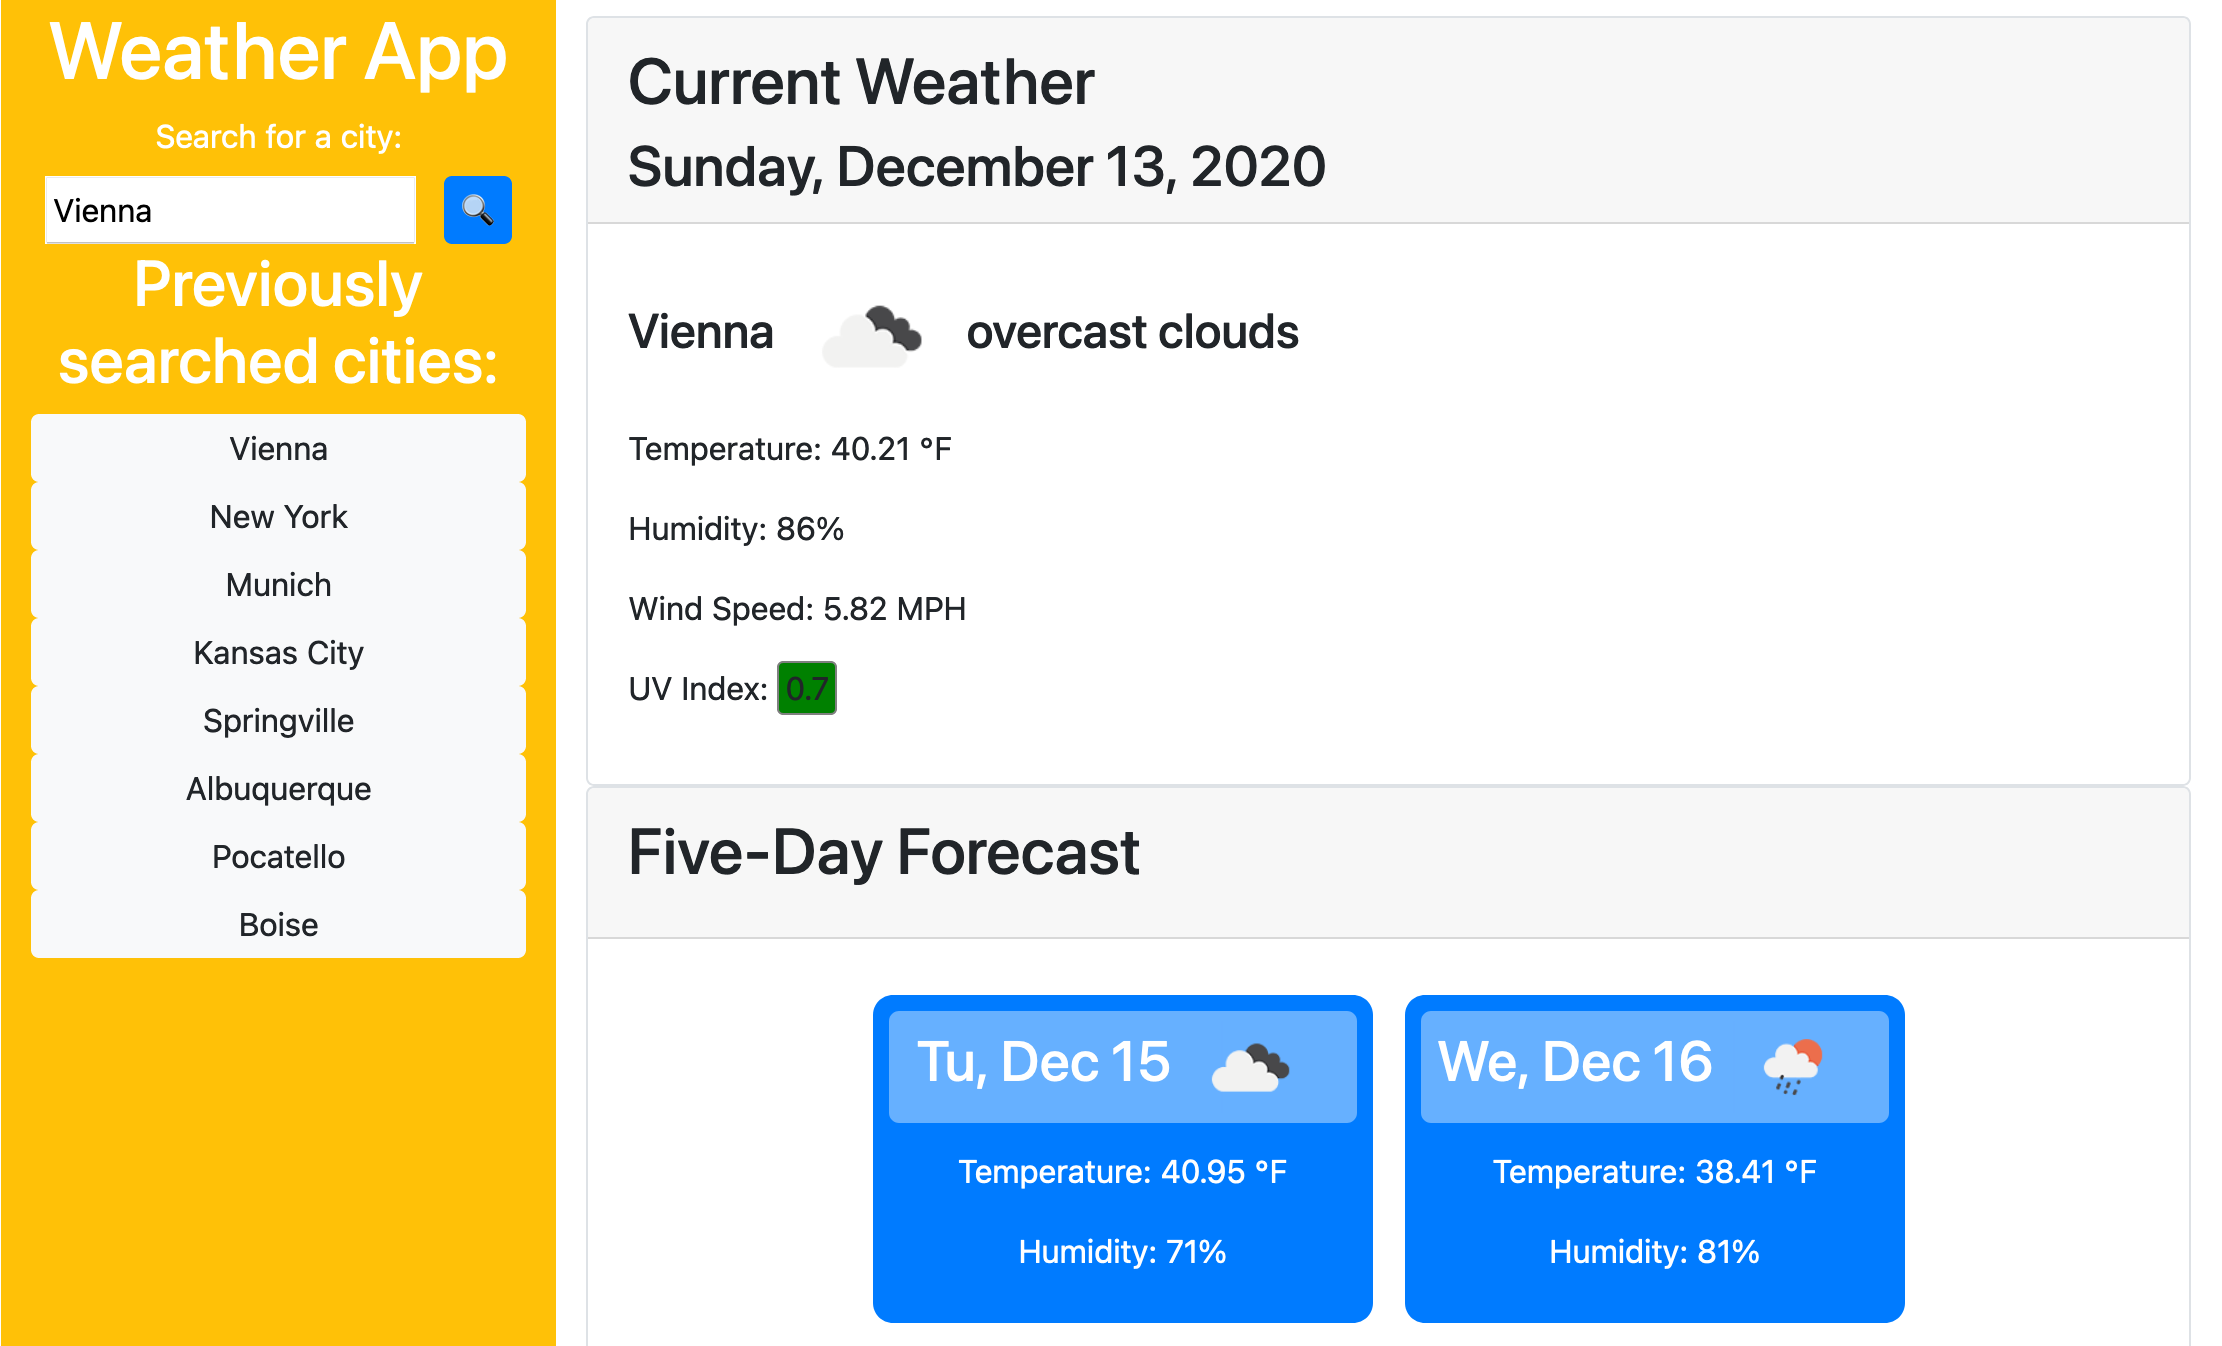 Weather App
Search for a city:
Vienna
Previously
searched cities:
Vienna
New York
Munich
Kansas City
Springville
Albuquerque
Pocatello
Boise
Current Weather
Sunday, December 13, 2020
Vienna overcast clouds
Temperature: 40.21 °F
Humidity: 86%
Wind Speed: 5.82 MPH
UV Index: 0.7
Five-Day Forecast
Tu, Dec 15
Temperature: 40.95 °F
Humidity: 71%
We, Dec 16
Temperature: 38.41 °F
Humidity: 81%